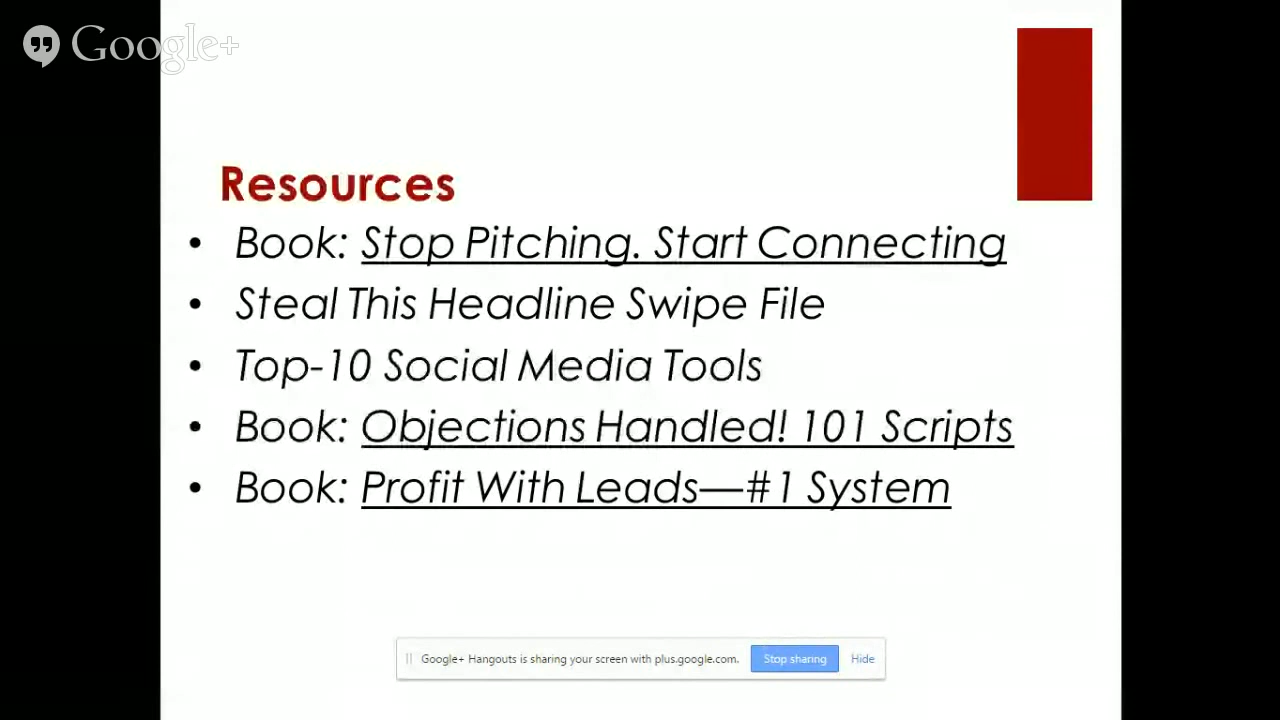 Google+
Resources
• Book: Stop Pitching. Start Connecting
• Steal This Headline Swipe File
• Top-10 Social Media Tools
• Book: Objections Handled! 101 Scripts
• Book: Profit With Leads—#1 System
Google+ Hangouts is sharing your screen with plus.google.com. Stop sharing Hide